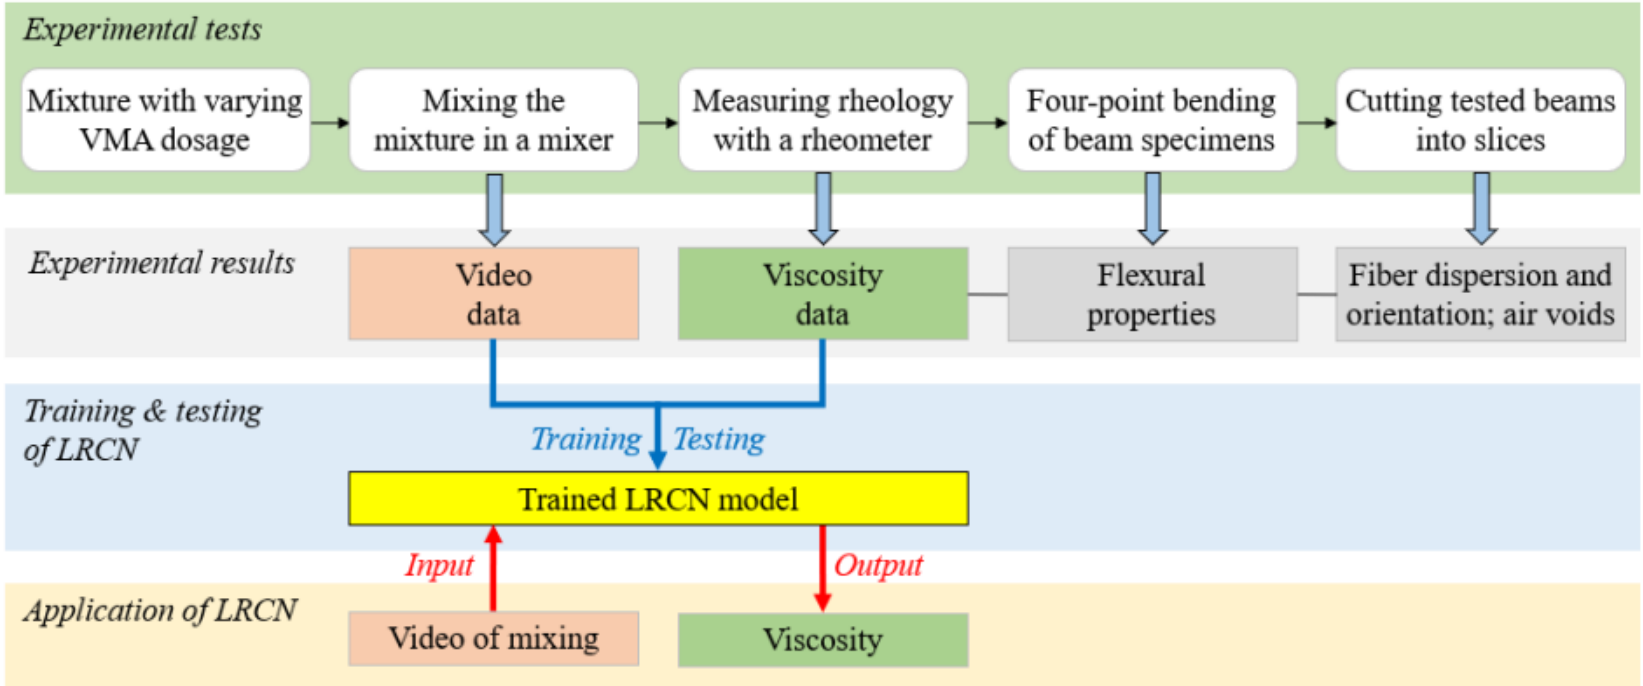 Experimental tests
Mixture with varying
VMA dosage
Mixing the
mixture in a mixer
Measuring rheology
with a rheometer
Four-point bending
of beam specimens
Cutting tested beams
into slices
Experimental results
Video
data
Viscosity
data
Flexural
properties
Fiber dispersion and
orientation; air voids
Training & testing
of LRCN
Training
Testing
Trained LRCN model
Input
Output
Application of LRCN
Video of mixing
Viscosity